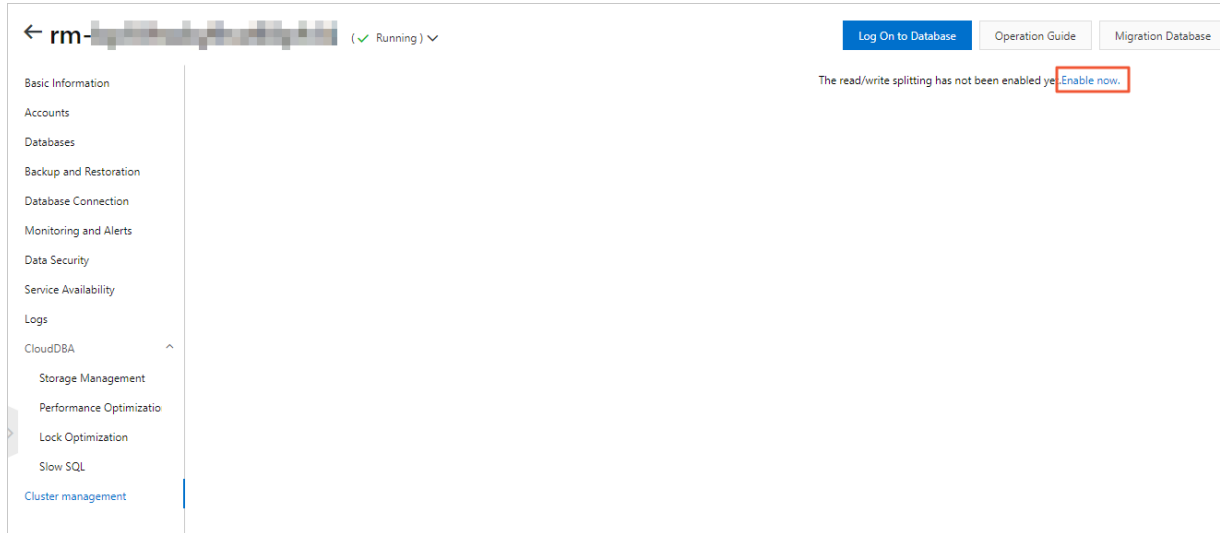 rm-
( Running )
Log On to Database
Operation Guide
Migration Database
The read/write splitting has not been enabled yet.Enable now.
Basic Information
Accounts
Databases
Backup and Restoration
Database Connection
Monitoring and Alerts
Data Security
Service Availability
Logs
CloudDBA
Storage Management
Performance Optimizatio
Lock Optimization
Slow SQL
Cluster management